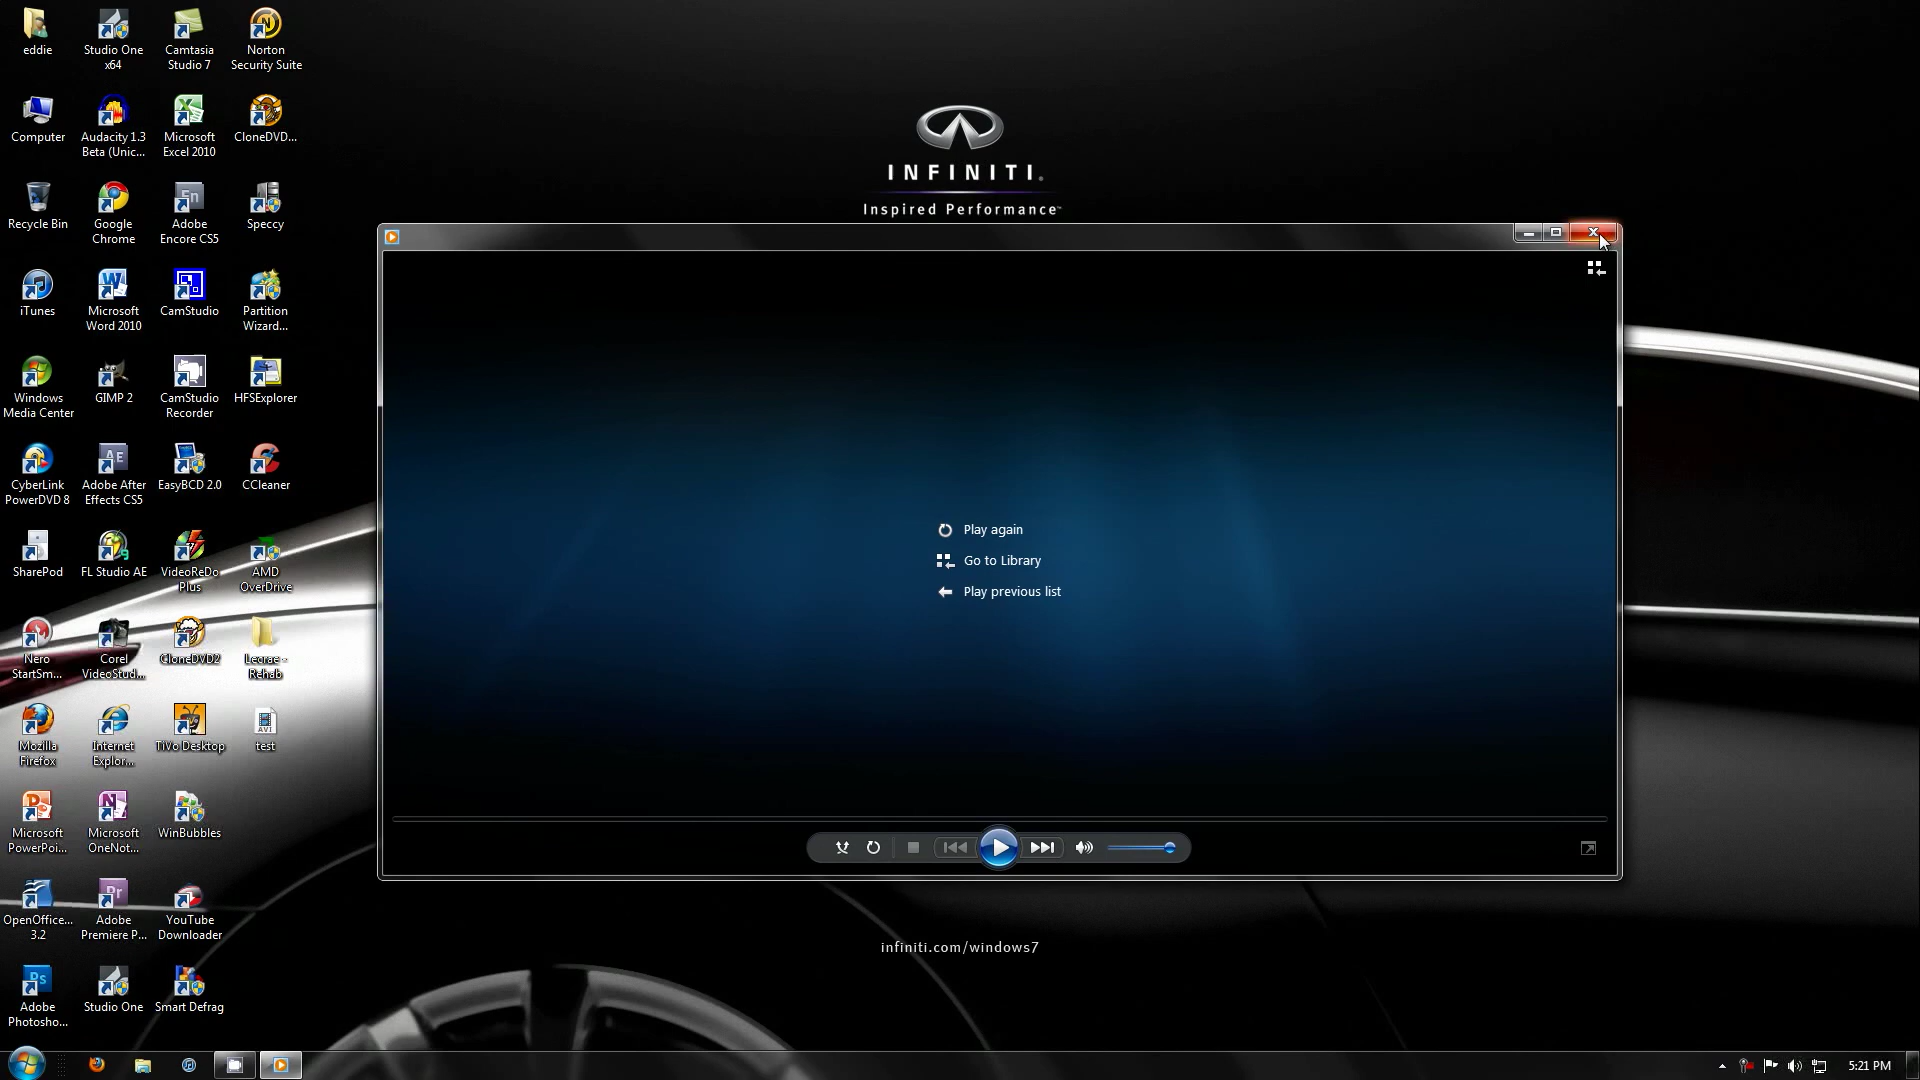 eddie
Studio One
x64
Camtasia
Studio 7
Norton
Security Suite
Computer
Audacity 1.3
Beta (Unic...
Microsoft
Excel 2010
CloneDVD...
Recycle Bin
Google
Chrome
Adobe
Encore CS5
Speccy
iTunes
Microsoft
Word 2010
CamStudio
Partition
Wizard...
Windows
Media Center
GIMP 2
CamStudio
Recorder
HFSExplorer
CyberLink
PowerDVD 8
Adobe After
Effects CS5
EasyBCD 2.0
CCleaner
SharePod
FL Studio AE
VideoReDo
Plus
AMD
OverDrive
Nero
StartSm...
Corel
VideoStud...
CloneDVD2
Lecrae -
Rehab
Mozilla
Firefox
Internet
Explor...
TiVo Desktop
AVI
test
Microsoft
PowerPoi...
Microsoft
OneNot...
WinBubbles
OpenOffice...
3.2
Adobe
Premiere P...
YouTube
Downloader
Adobe
Photosho...
Studio One
Smart Defrag
INFINITI.
Inspired Performance™
Play again
Go to Library
Play previous list
infiniti.com/windows7
5:21 PM